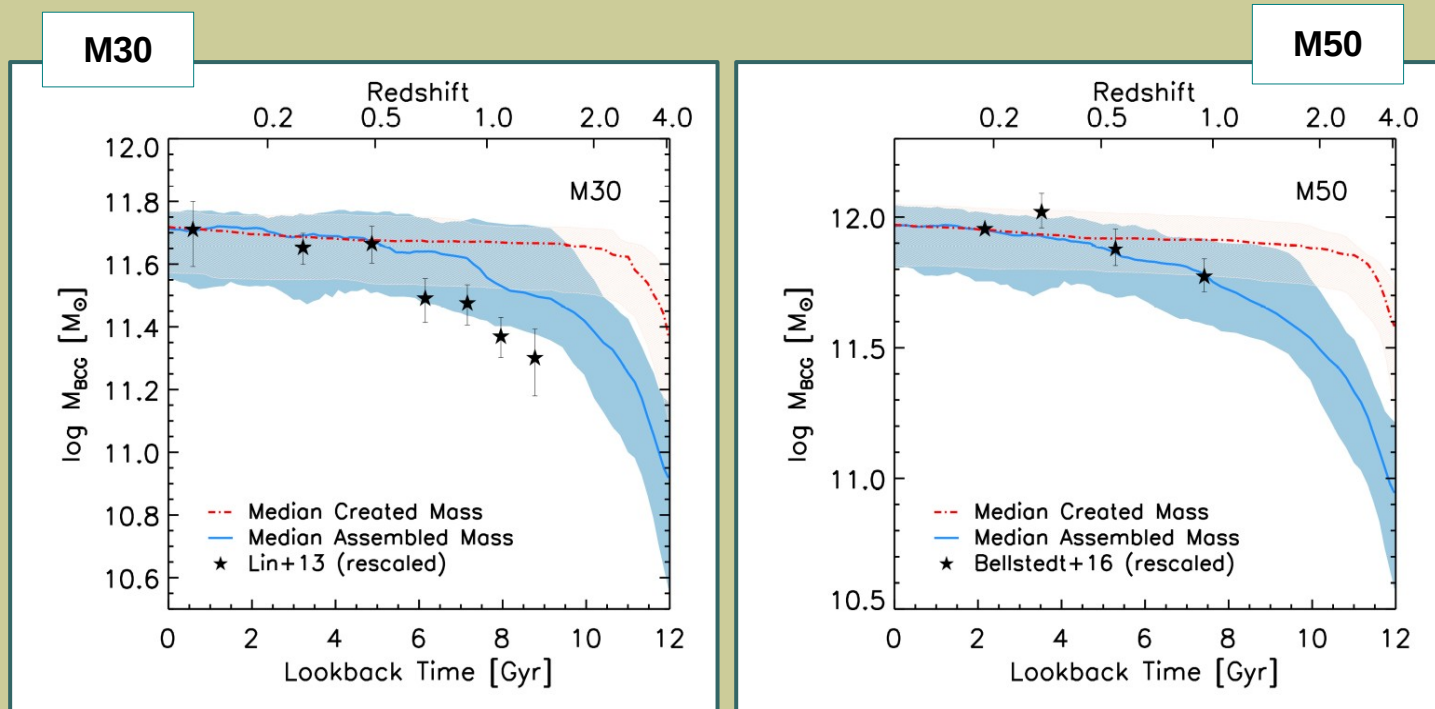 M30
M50
Redshift
0.2 0.5 1.0 2.0 4.0
12.0
11.8
11.6
11.4
11.2
11.0
10.8
10.6
log M_BCG [M_⊙]
M30
Median Created Mass
Median Assembled Mass
Lin+13 (rescaled)
0 2 4 6 8 10 12
Lookback Time [Gyr]
Redshift
0.2 0.5 1.0 2.0 4.0
12.0
11.5
11.0
10.5
log M_BCG [M_⊙]
M50
Median Created Mass
Median Assembled Mass
Bellstedt+16 (rescaled)
0 2 4 6 8 10 12
Lookback Time [Gyr]